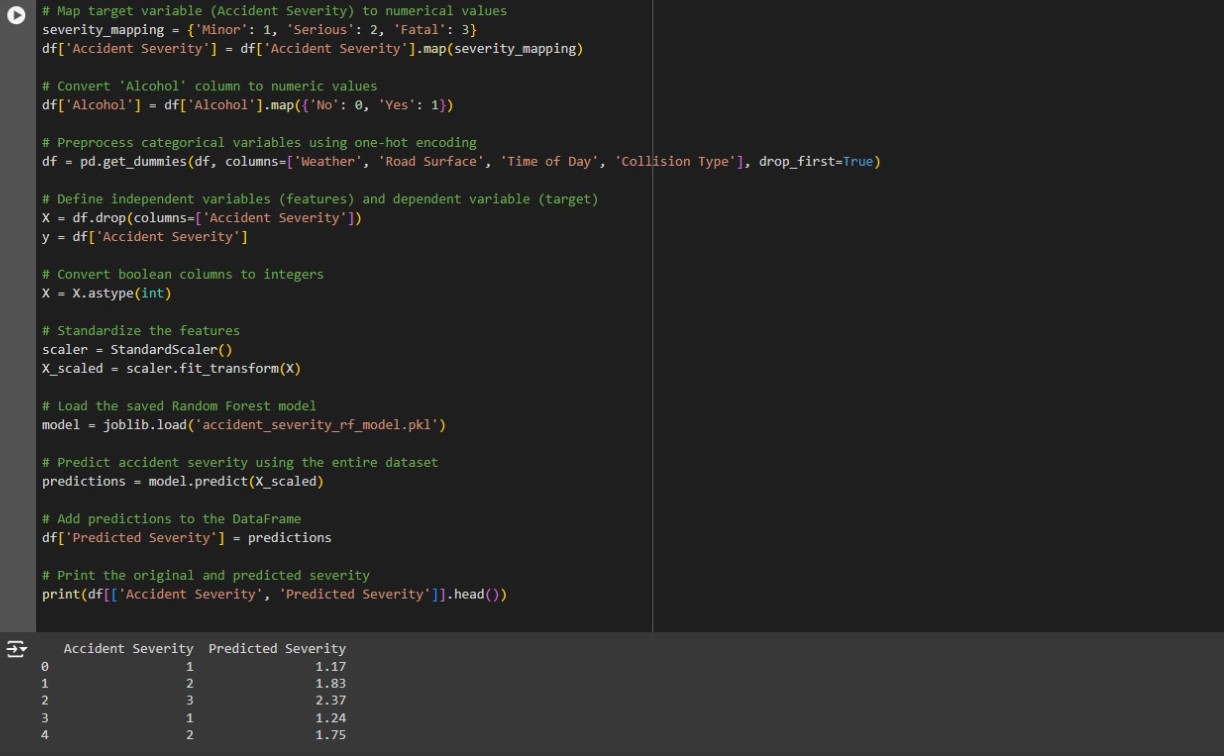 # Map target variable (Accident Severity) to numerical values
severity_mapping = {'Minor': 1, 'Serious': 2, 'Fatal': 3}
df['Accident Severity'] = df['Accident Severity'].map(severity_mapping)
# Convert 'Alcohol' column to numeric values
df['Alcohol'] = df['Alcohol'].map({'No': 0, 'Yes': 1})
# Preprocess categorical variables using one-hot encoding
df = pd.get_dummies(df, columns=['Weather', 'Road Surface', 'Time of Day', 'Collision Type'], drop_first=True)
# Define independent variables (features) and dependent variable (target)
X = df.drop(columns=['Accident Severity'])
y = df['Accident Severity']
# Convert boolean columns to integers
X = X.astype(int)
# Standardize the features
scaler = StandardScaler()
X_scaled = scaler.fit_transform(X)
# Load the saved Random Forest model
model = joblib.load('accident_severity_rf_model.pkl')
# Predict accident severity using the entire dataset
predictions = model.predict(X_scaled)
# Add predictions to the DataFrame
df['Predicted Severity'] = predictions
# Print the original and predicted severity
print(df[['Accident Severity', 'Predicted Severity']].head())
Accident Severity Predicted Severity
0 1 1.17
1 2 1.83
2 3 2.37
3 1 1.24
4 2 1.75